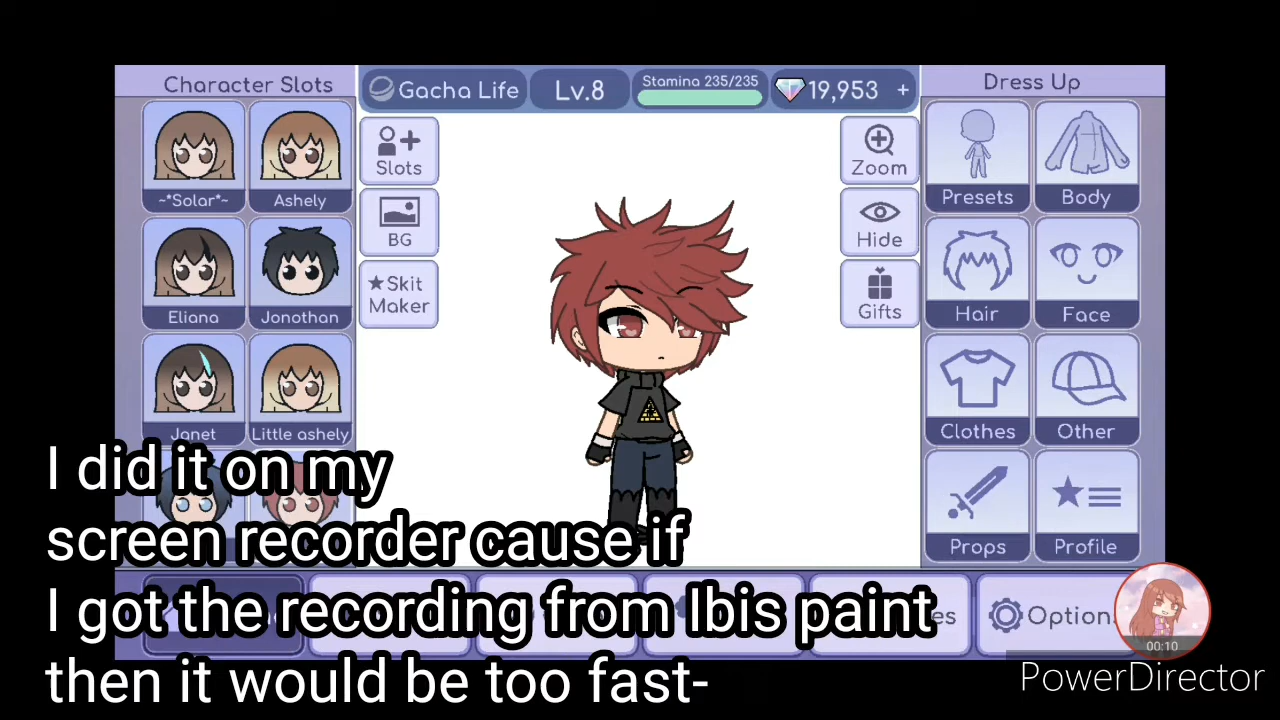 Character Slots
Gacha Life
Lv.8
Stamina 235/235
19,953 +
Dress Up
Slots
BG
★Skit
Maker
Zoom
Hide
Gifts
~*Solar*~
Ashely
Eliana
Jonothan
Janet
Little ashely
Presets
Body
Hair
Face
Clothes
Other
Props
Profile
I did it on my
screen recorder cause if
I got the recording from Ibis paint
then it would be too fast-
es
Option
00:10
PowerDirector